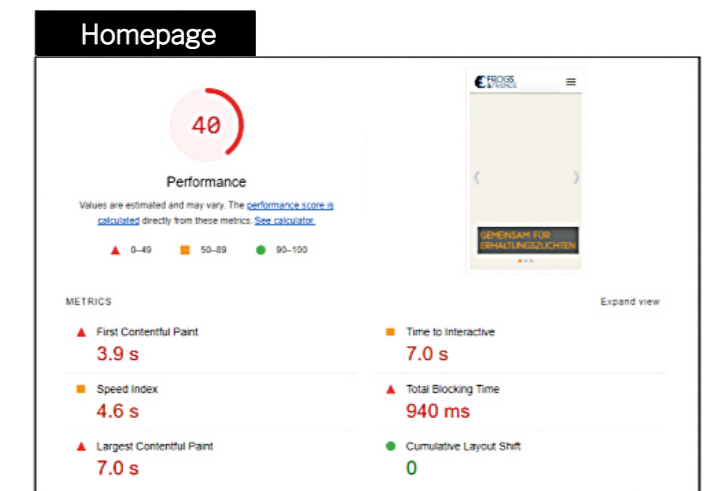 Homepage
40
Performance
Values are estimated and may vary. The performance score is
calculated directly from these metrics. See calculator.
0–49
50–89
90–100
FROGS
& FRIENDS
GEMEINSAM FÜR
ERHALTUNGSZUCHTEN
METRICS
Expand view
First Contentful Paint
3.9 s
Time to Interactive
7.0 s
Speed Index
4.6 s
Total Blocking Time
940 ms
Largest Contentful Paint
7.0 s
Cumulative Layout Shift
0